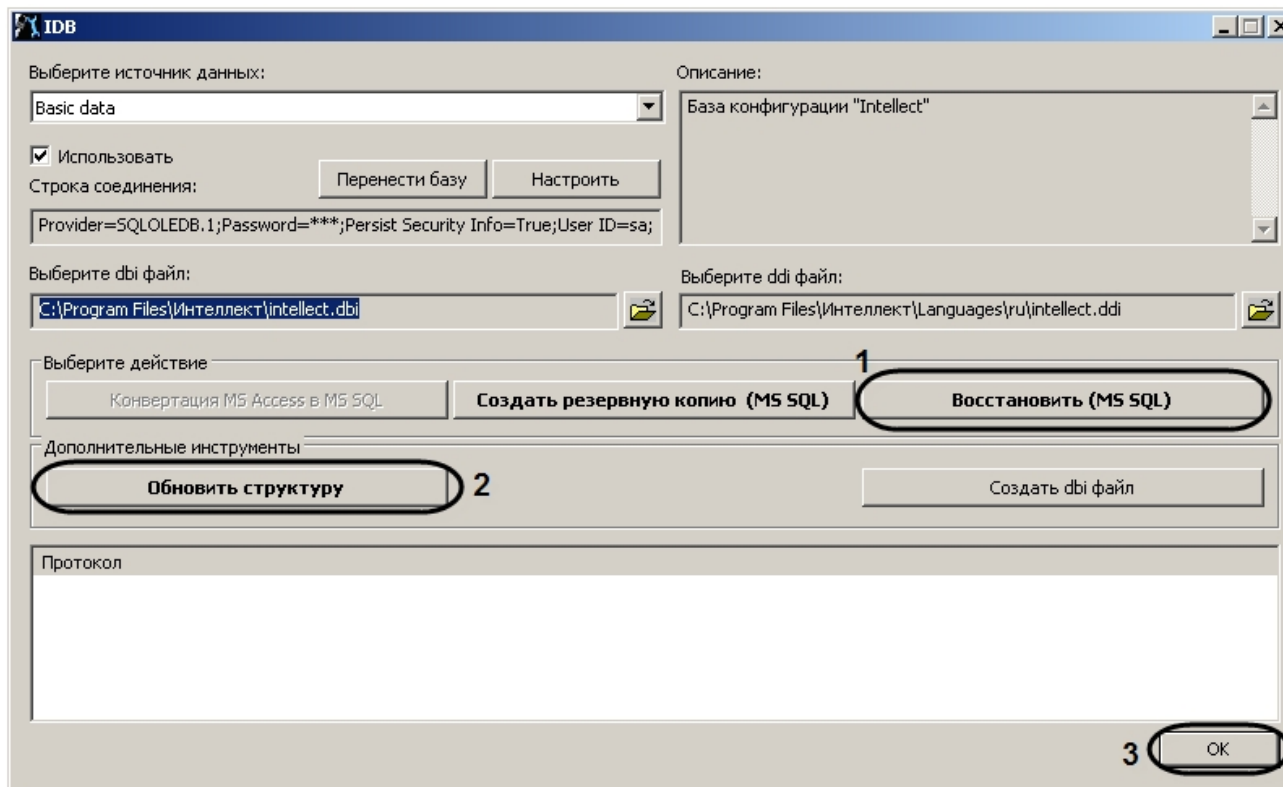 IDB
Выберите источник данных:
Описание:
Basic data
База конфигурации "Intellect"
Использовать
Строка соединения:
Перенести базу
Настроить
Provider=SQLOLEDB.1;Password=***;Persist Security Info=True;User ID=sa;
Выберите dbi файл:
Выберите ddi файл:
C:\Program Files\Интеллект\intellect.dbi
C:\Program Files\Интеллект\Languages\ru\intellect.ddi
Выберите действие
1
Конвертация MS Access в MS SQL
Создать резервную копию (MS SQL)
Восстановить (MS SQL)
Дополнительные инструменты
Обновить структуру
2
Создать dbi файл
Протокол
3
OK